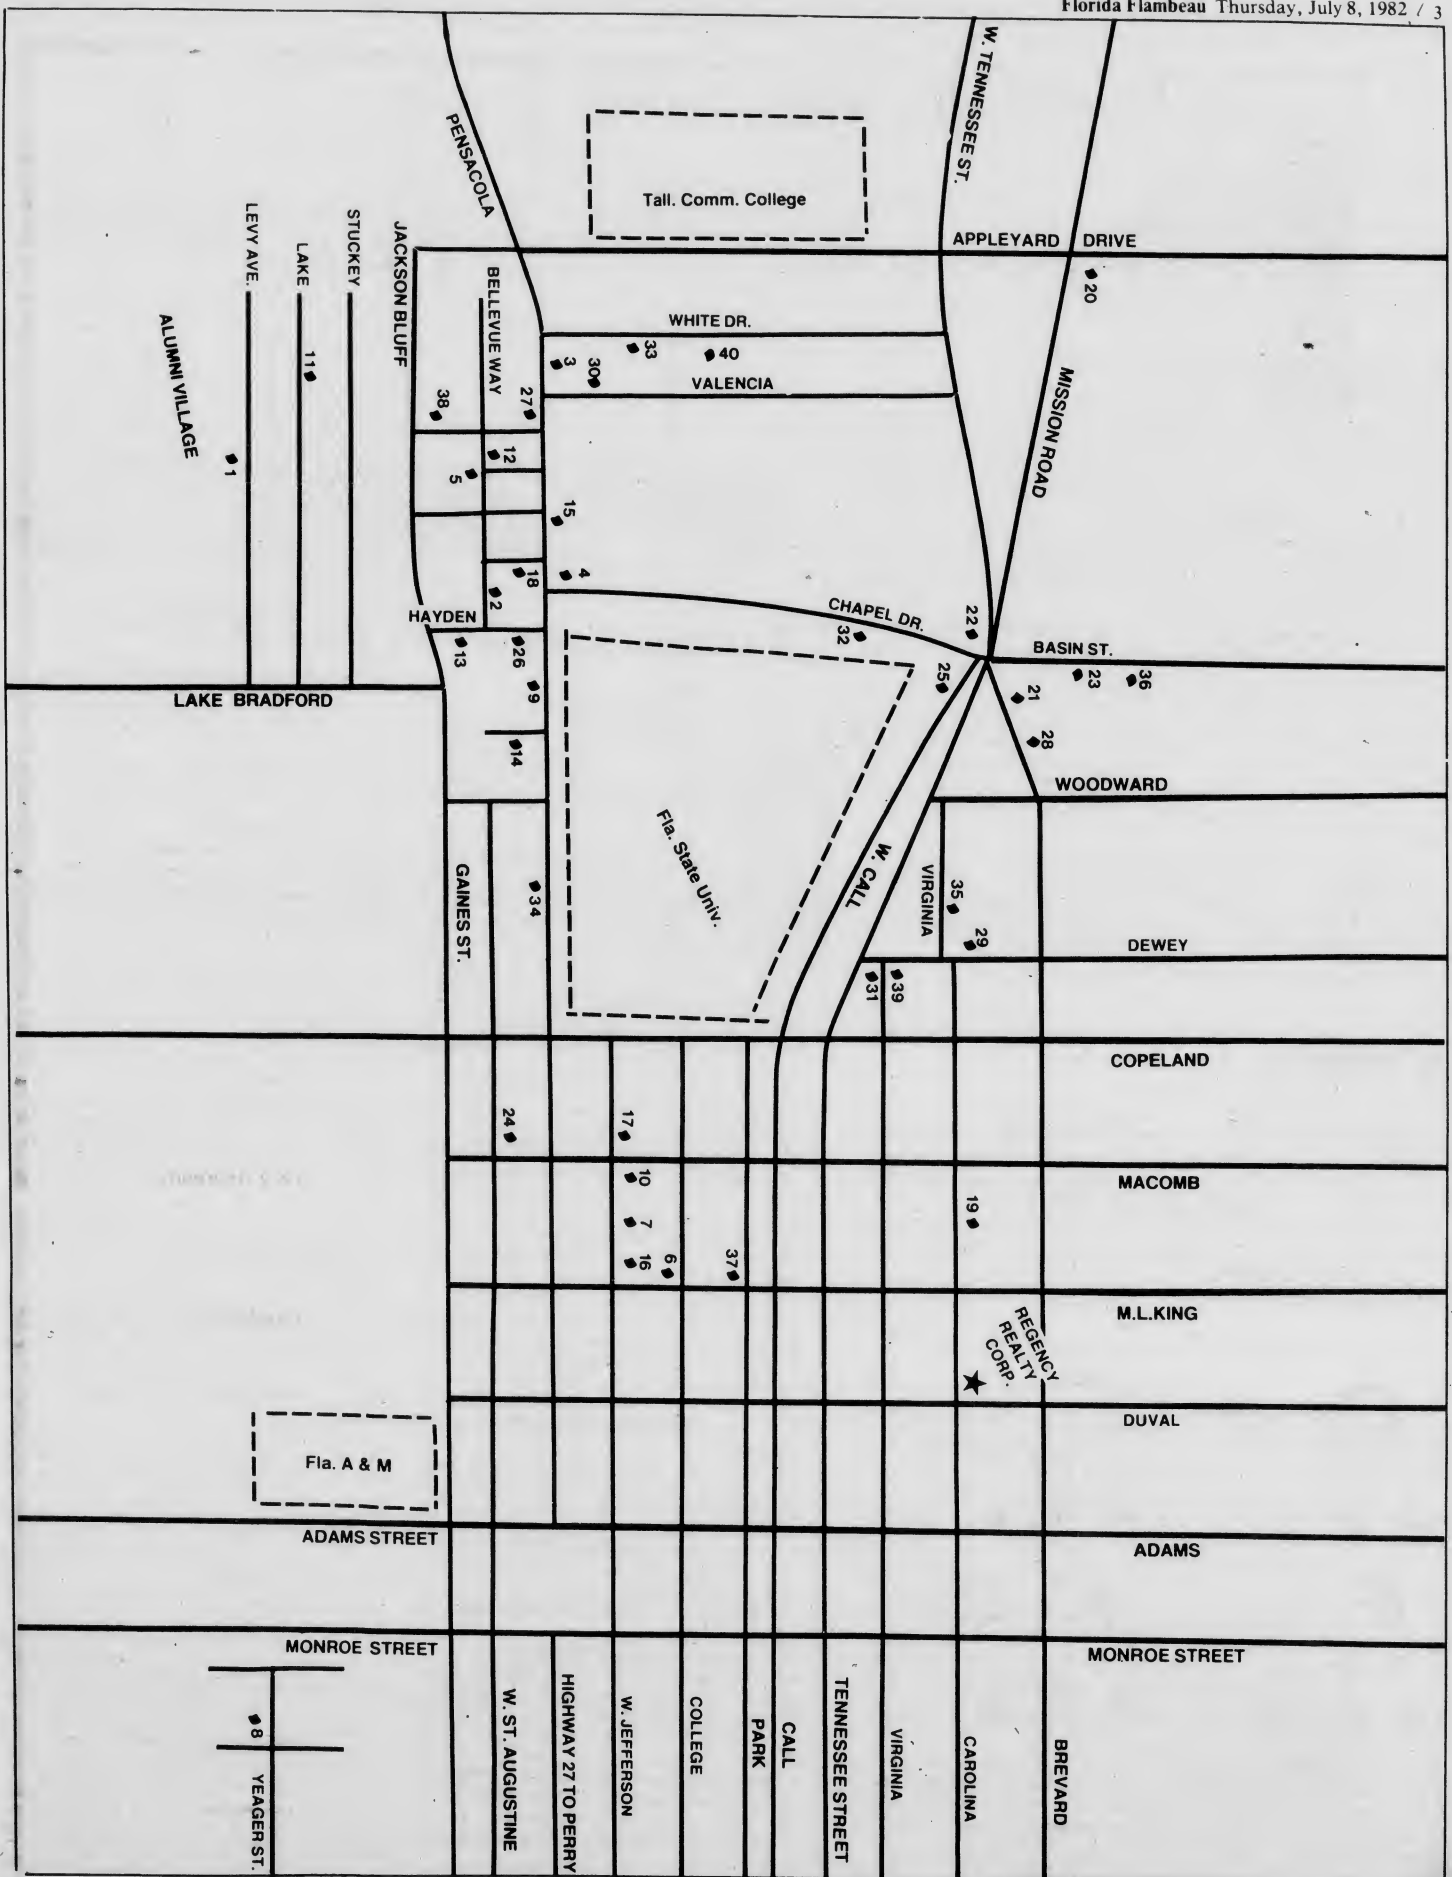 Florida Flambeau Thursday, July 8, 1982 / 3
W. TENNESSEE ST.
PENSACOLA
Tall. Comm. College
APPLEYARD DRIVE
LEVY AVE.
LAKE
STUCKEY
JACKSON BLUFF
BELLEVUE WAY
20
WHITE DR.
ALUMNI VILLAGE
11
3
30
33
40
VALENCIA
MISSION ROAD
38
27
1
5
12
15
18
4
2
HAYDEN
CHAPEL DR.
32
22
BASIN ST.
13
26
9
25
21
23
36
LAKE BRADFORD
14
28
WOODWARD
Fla. State Univ.
W. CALL
VIRGINIA
35
29
GAINES ST.
34
DEWEY
31
39
COPELAND
24
17
10
MACOMB
7
19
16
6
37
M.L.KING
REGENCY
REALTY
CORP.
DUVAL
Fla. A & M
ADAMS STREET
ADAMS
MONROE STREET
MONROE STREET
8
YEAGER ST.
W. ST. AUGUSTINE
HIGHWAY 27 TO PERRY
W. JEFFERSON
COLLEGE
PARK
CALL
TENNESSEE STREET
VIRGINIA
CAROLINA
BREVARD